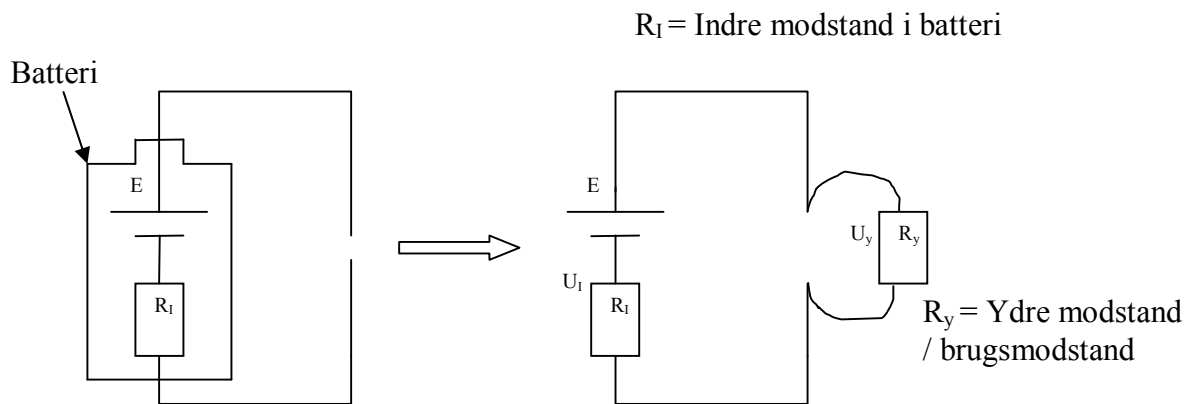 R_I = Indre modstand i batteri
Batteri
E
R_I
E
U_I
R_I
U_y
R_y
R_y = Ydre modstand
/ brugsmodstand